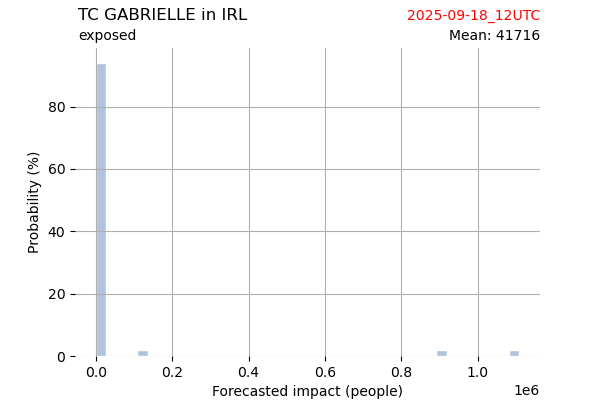 TC GABRIELLE in IRL
2025-09-18_12UTC
exposed
Mean: 41716
80
60
40
20
0
Probability (%)
0.0 0.2 0.4 0.6 0.8 1.0
1e6
Forecasted impact (people)